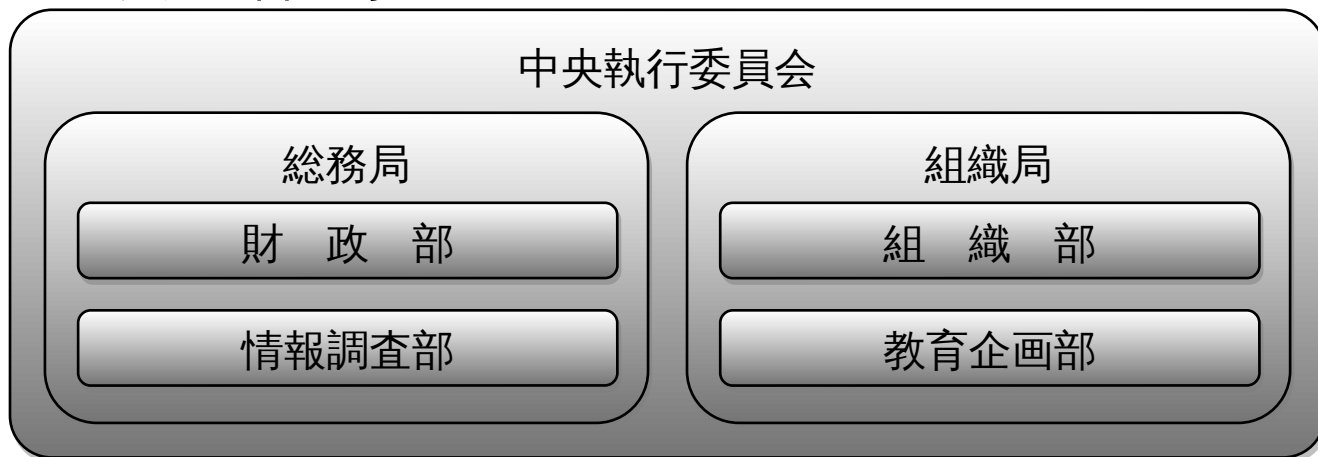 中央執行委員会
総務局
財　政　部
情報調査部
組織局
組　織　部
教育企画部